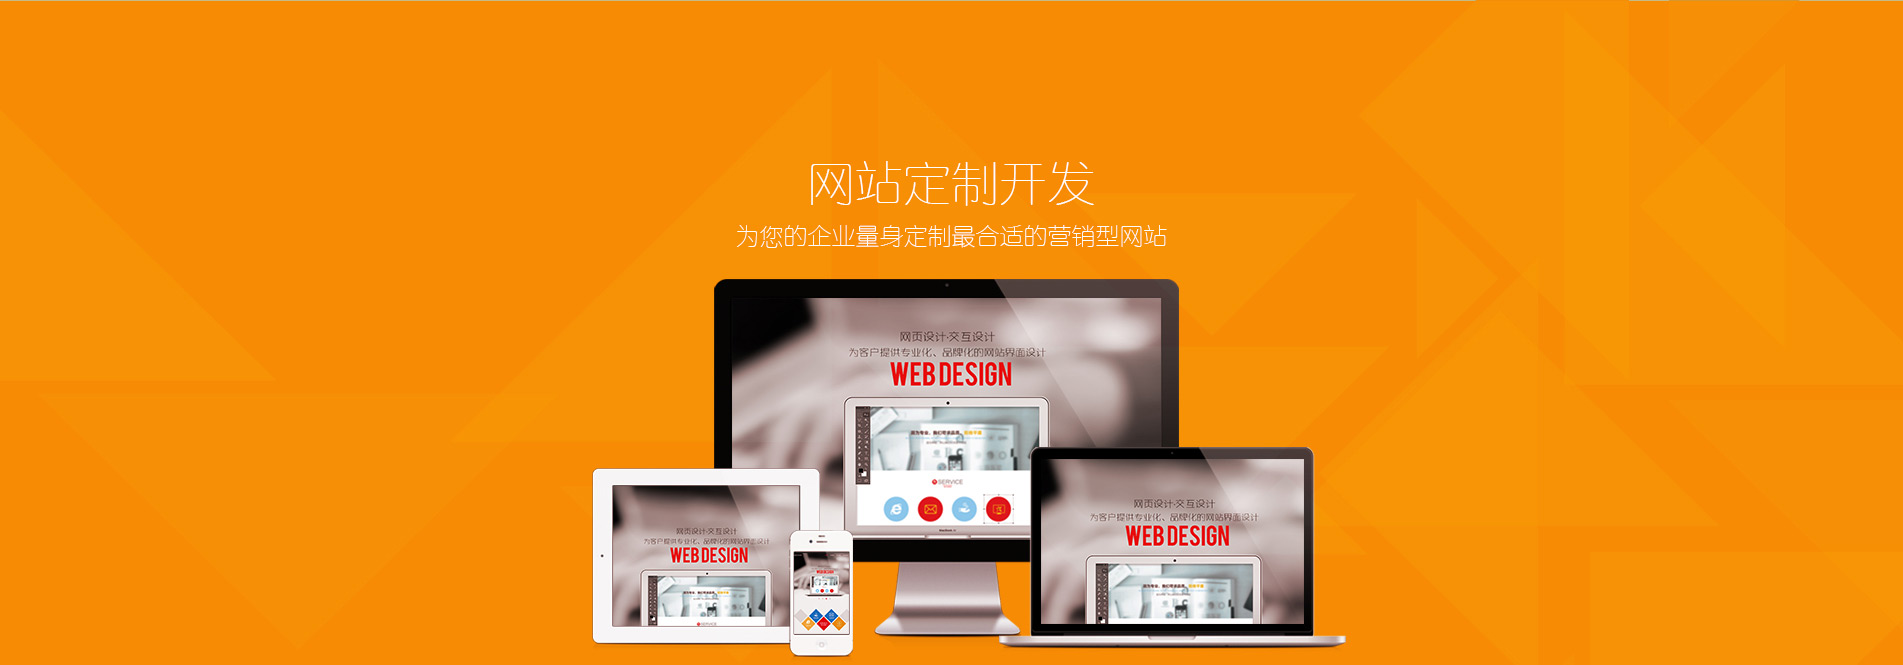 网站定制开发
为您的企业量身定制最合适的营销型网站
网页设计·交互设计
为客户提供专业化、品牌化的网站界面设计
WEB DESIGN
SERVICE
网页设计·交互设计
为客户提供专业化、品牌化的网站界面设计
WEB DESIGN
网页设计·交互设计
为客户提供专业化、品牌化的网站界面设计
WEB DESIGN
SERVICE